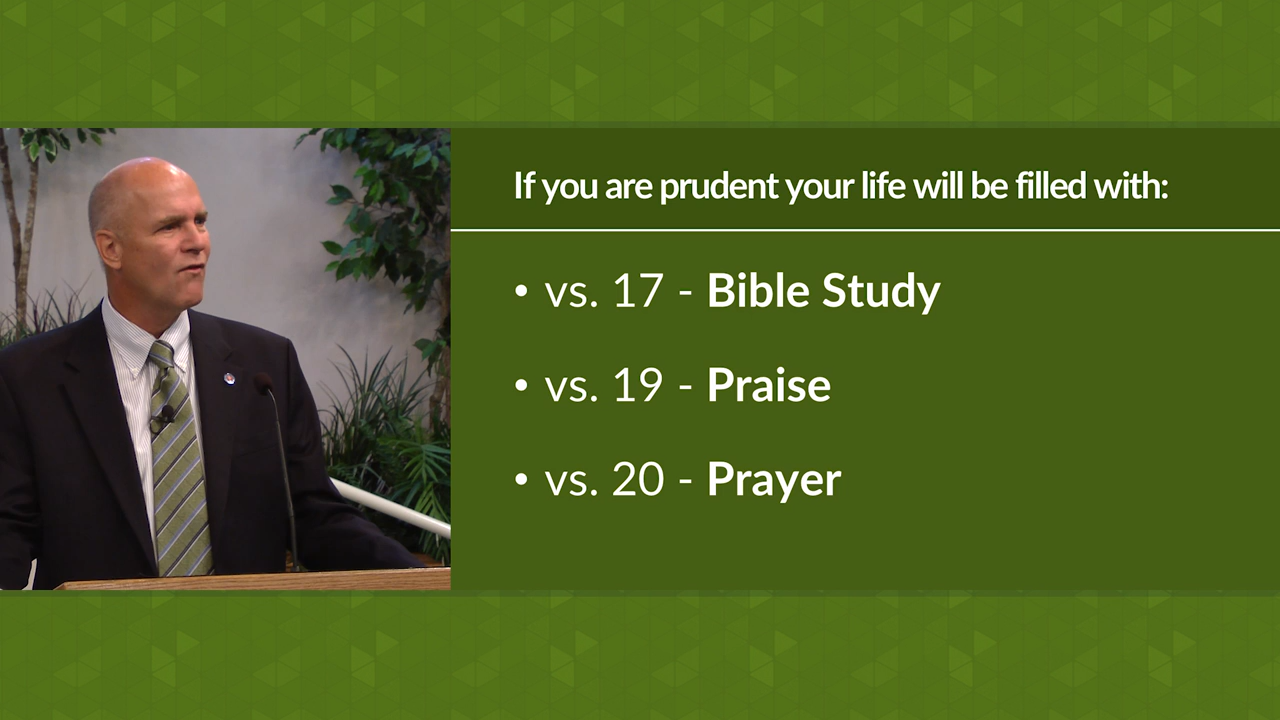 If you are prudent your life will be filled with:
• vs. 17 - Bible Study
• vs. 19 - Praise
• vs. 20 - Prayer